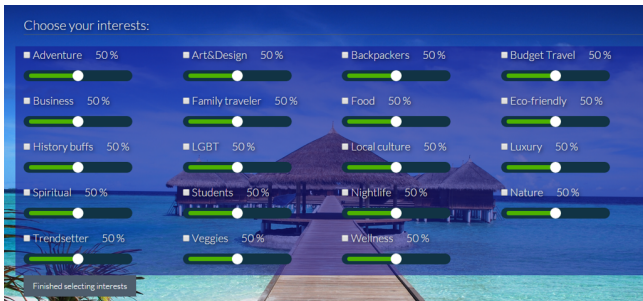 Choose your interests:
Adventure 50 % Art&Design 50 % Backpackers 50 % Budget Travel 50 %
Business 50 % Family traveler 50 % Food 50 % Eco-friendly 50 %
History buffs 50 % LGBT 50 % Local culture 50 % Luxury 50 %
Spiritual 50 % Students 50 % Nightlife 50 % Nature 50 %
Trendsetter 50 % Veggies 50 % Wellness 50 %
Finished selecting interests